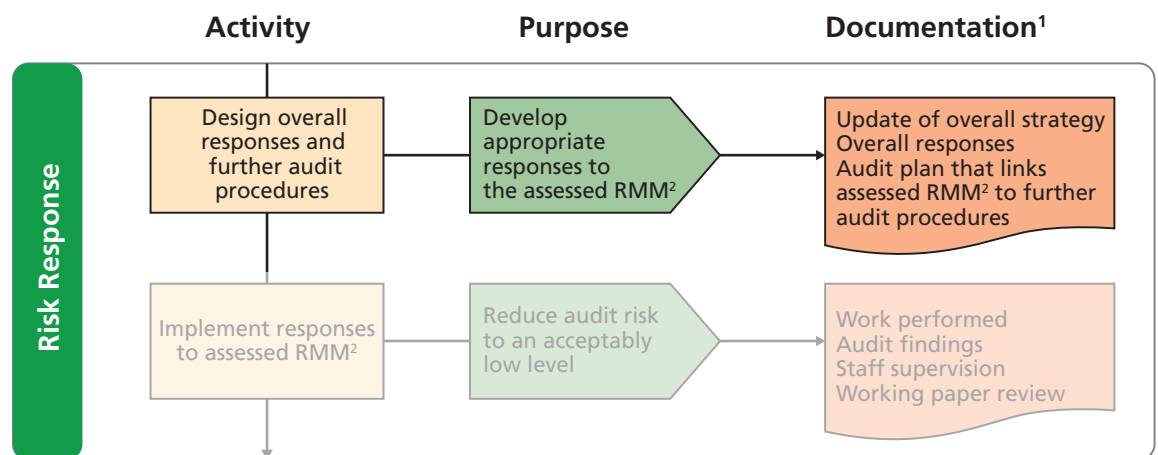 Activity
Purpose
Documentation¹
Risk Response
Design overall
responses and
further audit
procedures
Develop
appropriate
responses to
the assessed RMM²
Update of overall strategy
Overall responses
Audit plan that links
assessed RMM² to further
audit procedures
Implement responses
to assessed RMM²
Reduce audit risk
to an acceptably
low level
Work performed
Audit findings
Staff supervision
Working paper review